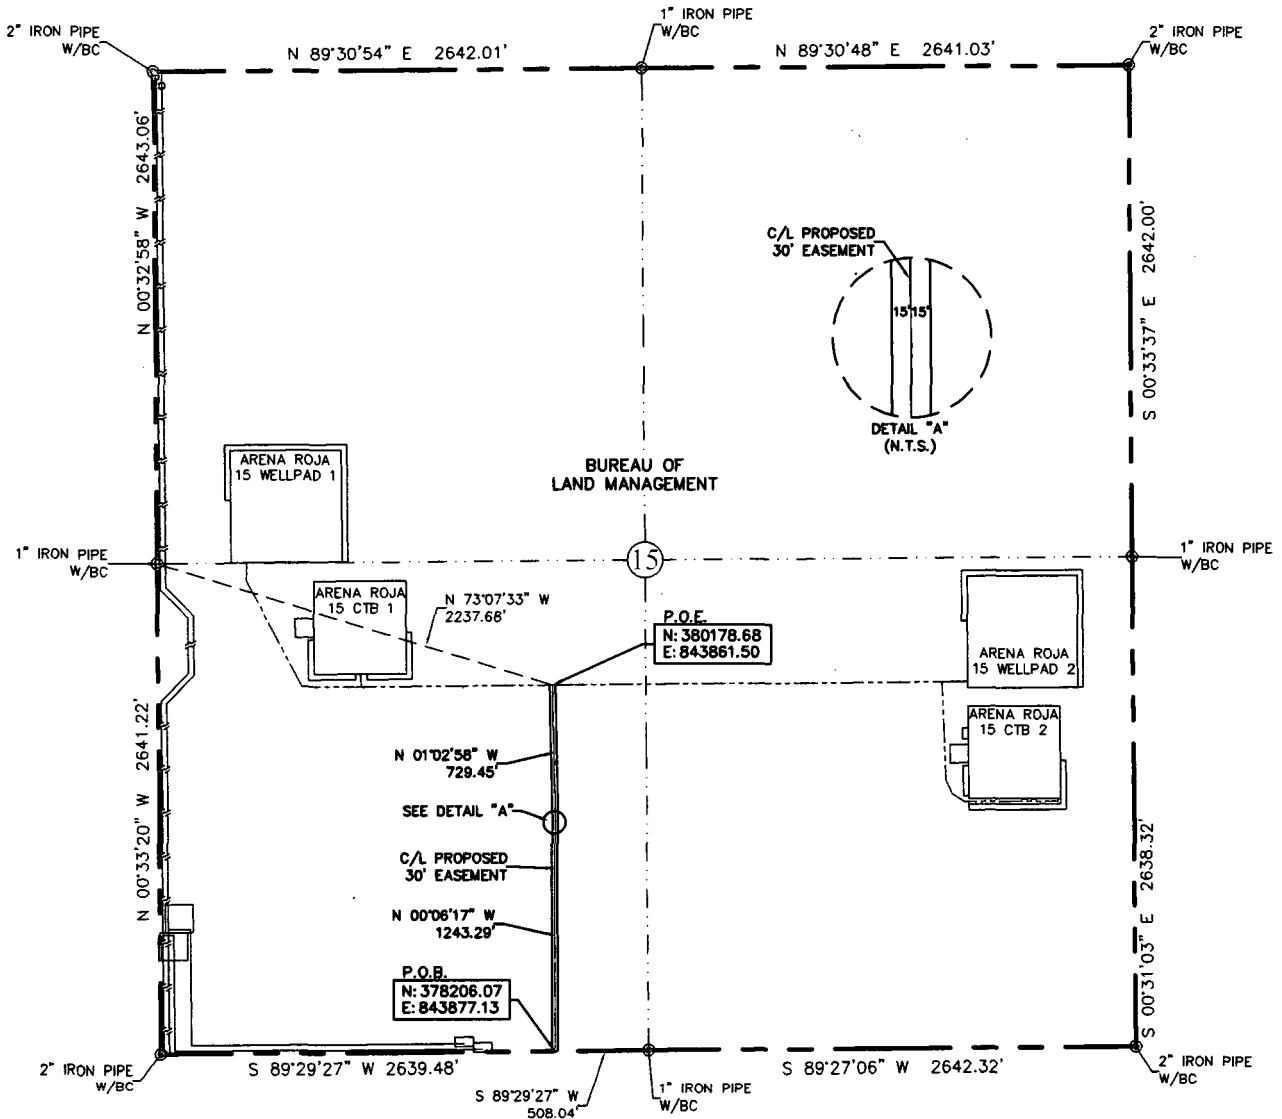 2" IRON PIPE
W/BC
N 89°30'54" E 2642.01'
1" IRON PIPE
W/BC
N 89°30'48" E 2641.03'
2" IRON PIPE
W/BC
N 00°32'58" W 2643.06'
S 00°33'37" E 2642.00'
C/L PROPOSED
30' EASEMENT
15' 15'
DETAIL "A"
(N.T.S.)
ARENA ROJA
15 WELLPAD 1
BUREAU OF
LAND MANAGEMENT
1" IRON PIPE
W/BC
15
1" IRON PIPE
W/BC
ARENA ROJA
15 CTB 1
N 73°07'33" W
2237.68'
P.O.E.
N: 380178.68
E: 843861.50
ARENA ROJA
15 WELLPAD 2
ARENA ROJA
15 CTB 2
N 00°33'20" W 2641.22'
N 01°02'58" W
729.45'
SEE DETAIL "A"
C/L PROPOSED
30' EASEMENT
N 00°06'17" W
1243.29'
S 00°31'03" E 2638.32'
P.O.B.
N: 378206.07
E: 843877.13
2" IRON PIPE
W/BC
S 89°29'27" W 2639.48'
S 89°29'27" W
508.04'
1" IRON PIPE
W/BC
S 89°27'06" W 2642.32'
2" IRON PIPE
W/BC